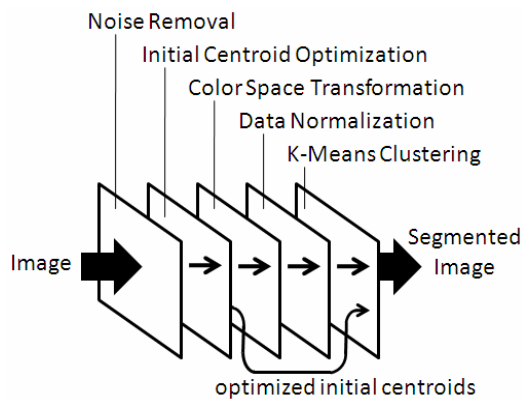 Noise Removal
Initial Centroid Optimization
Color Space Transformation
Data Normalization
K-Means Clustering
Image
Segmented
Image
optimized initial centroids